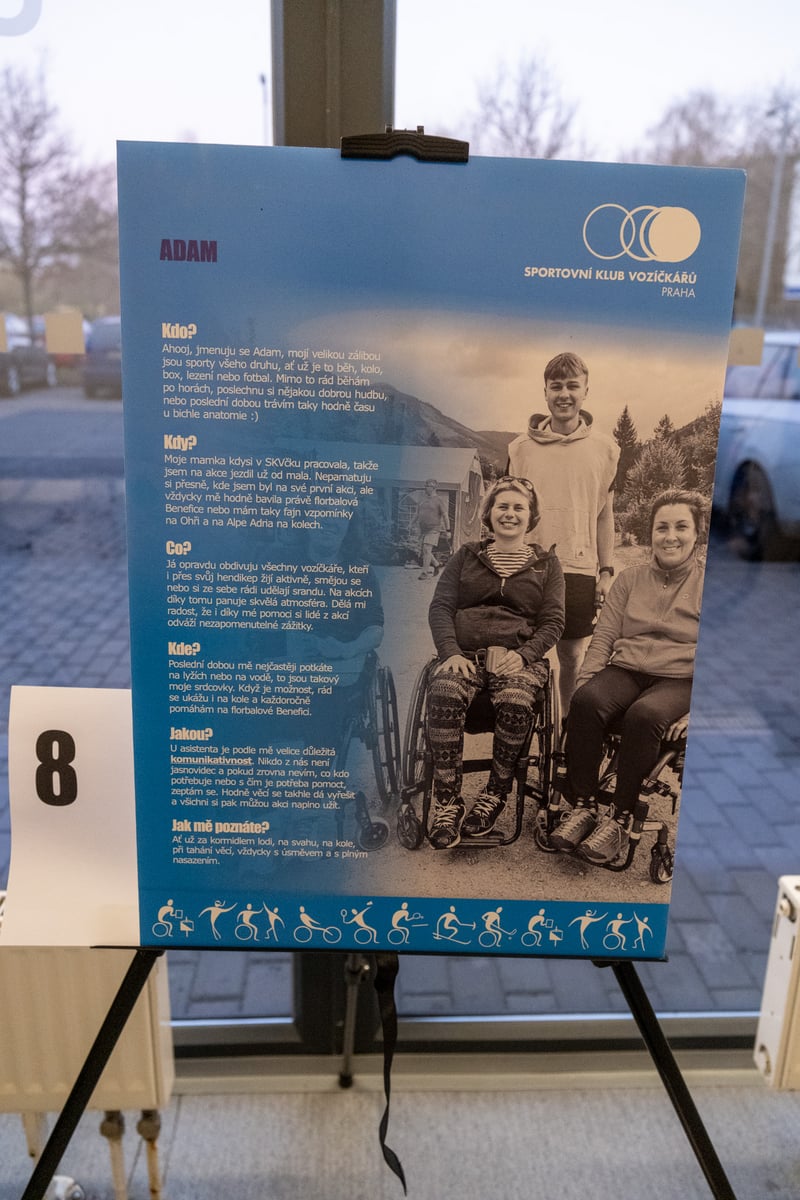 ADAM
SPORTOVNÍ KLUB VOZÍČKÁŘŮ
PRAHA
Kdo?
Ahooj, jmenuju se Adam, mojí velikou zálibou
jsou sporty všeho druhu, ať už je to běh, kolo,
box, lezení nebo fotbal. Mimo to rád běhám
po horách, poslechnu si nějakou dobrou hudbu,
nebo poslední dobou trávím taky hodně času
u bichle anatomie :)
Kdy?
Moje mamka kdysi v SKVčku pracovala, takže
jsem na akce jezdil už od mala. Nepamatuju
si přesně, kde jsem byl na své první akci, ale
vždycky mě hodně bavila právě florbalová
Benefice nebo mám taky fajn vzpomínky
na Ohři a na Alpe Adria na kolech.
Co?
Já opravdu obdivuju všechny vozíčkáře, kteří
i přes svůj hendikep žijí aktivně, smějou se
nebo si ze sebe rádi udělají srandu. Na akcích
díky tomu panuje skvělá atmosféra. Dělá mi
radost, že i díky mé pomoci si lidé z akcí
odváží nezapomenutelné zážitky.
Kde?
Poslední dobou mě nejčastěji potkáte
na lyžích nebo na vodě, to jsou takový
moje srdcovky. Když je možnost, rád
se ukážu i na kole a každoročně
pomáhám na florbalové Benefici.
Jakou?
U asistenta je podle mě velice důležitá
komunikativnost. Nikdo z nás není
jasnovidec a pokud zrovna nevím, co kdo
potřebuje nebo s čím je potřeba pomoct,
zeptám se. Hodně věcí se takhle dá vyřešit
a všichni si pak můžou akci naplno užít.
Jak mě poznáte?
Ať už za kormidlem lodi, na svahu, na kole,
při tahání věcí, vždycky s úsměvem a s plným
nasazením.
8